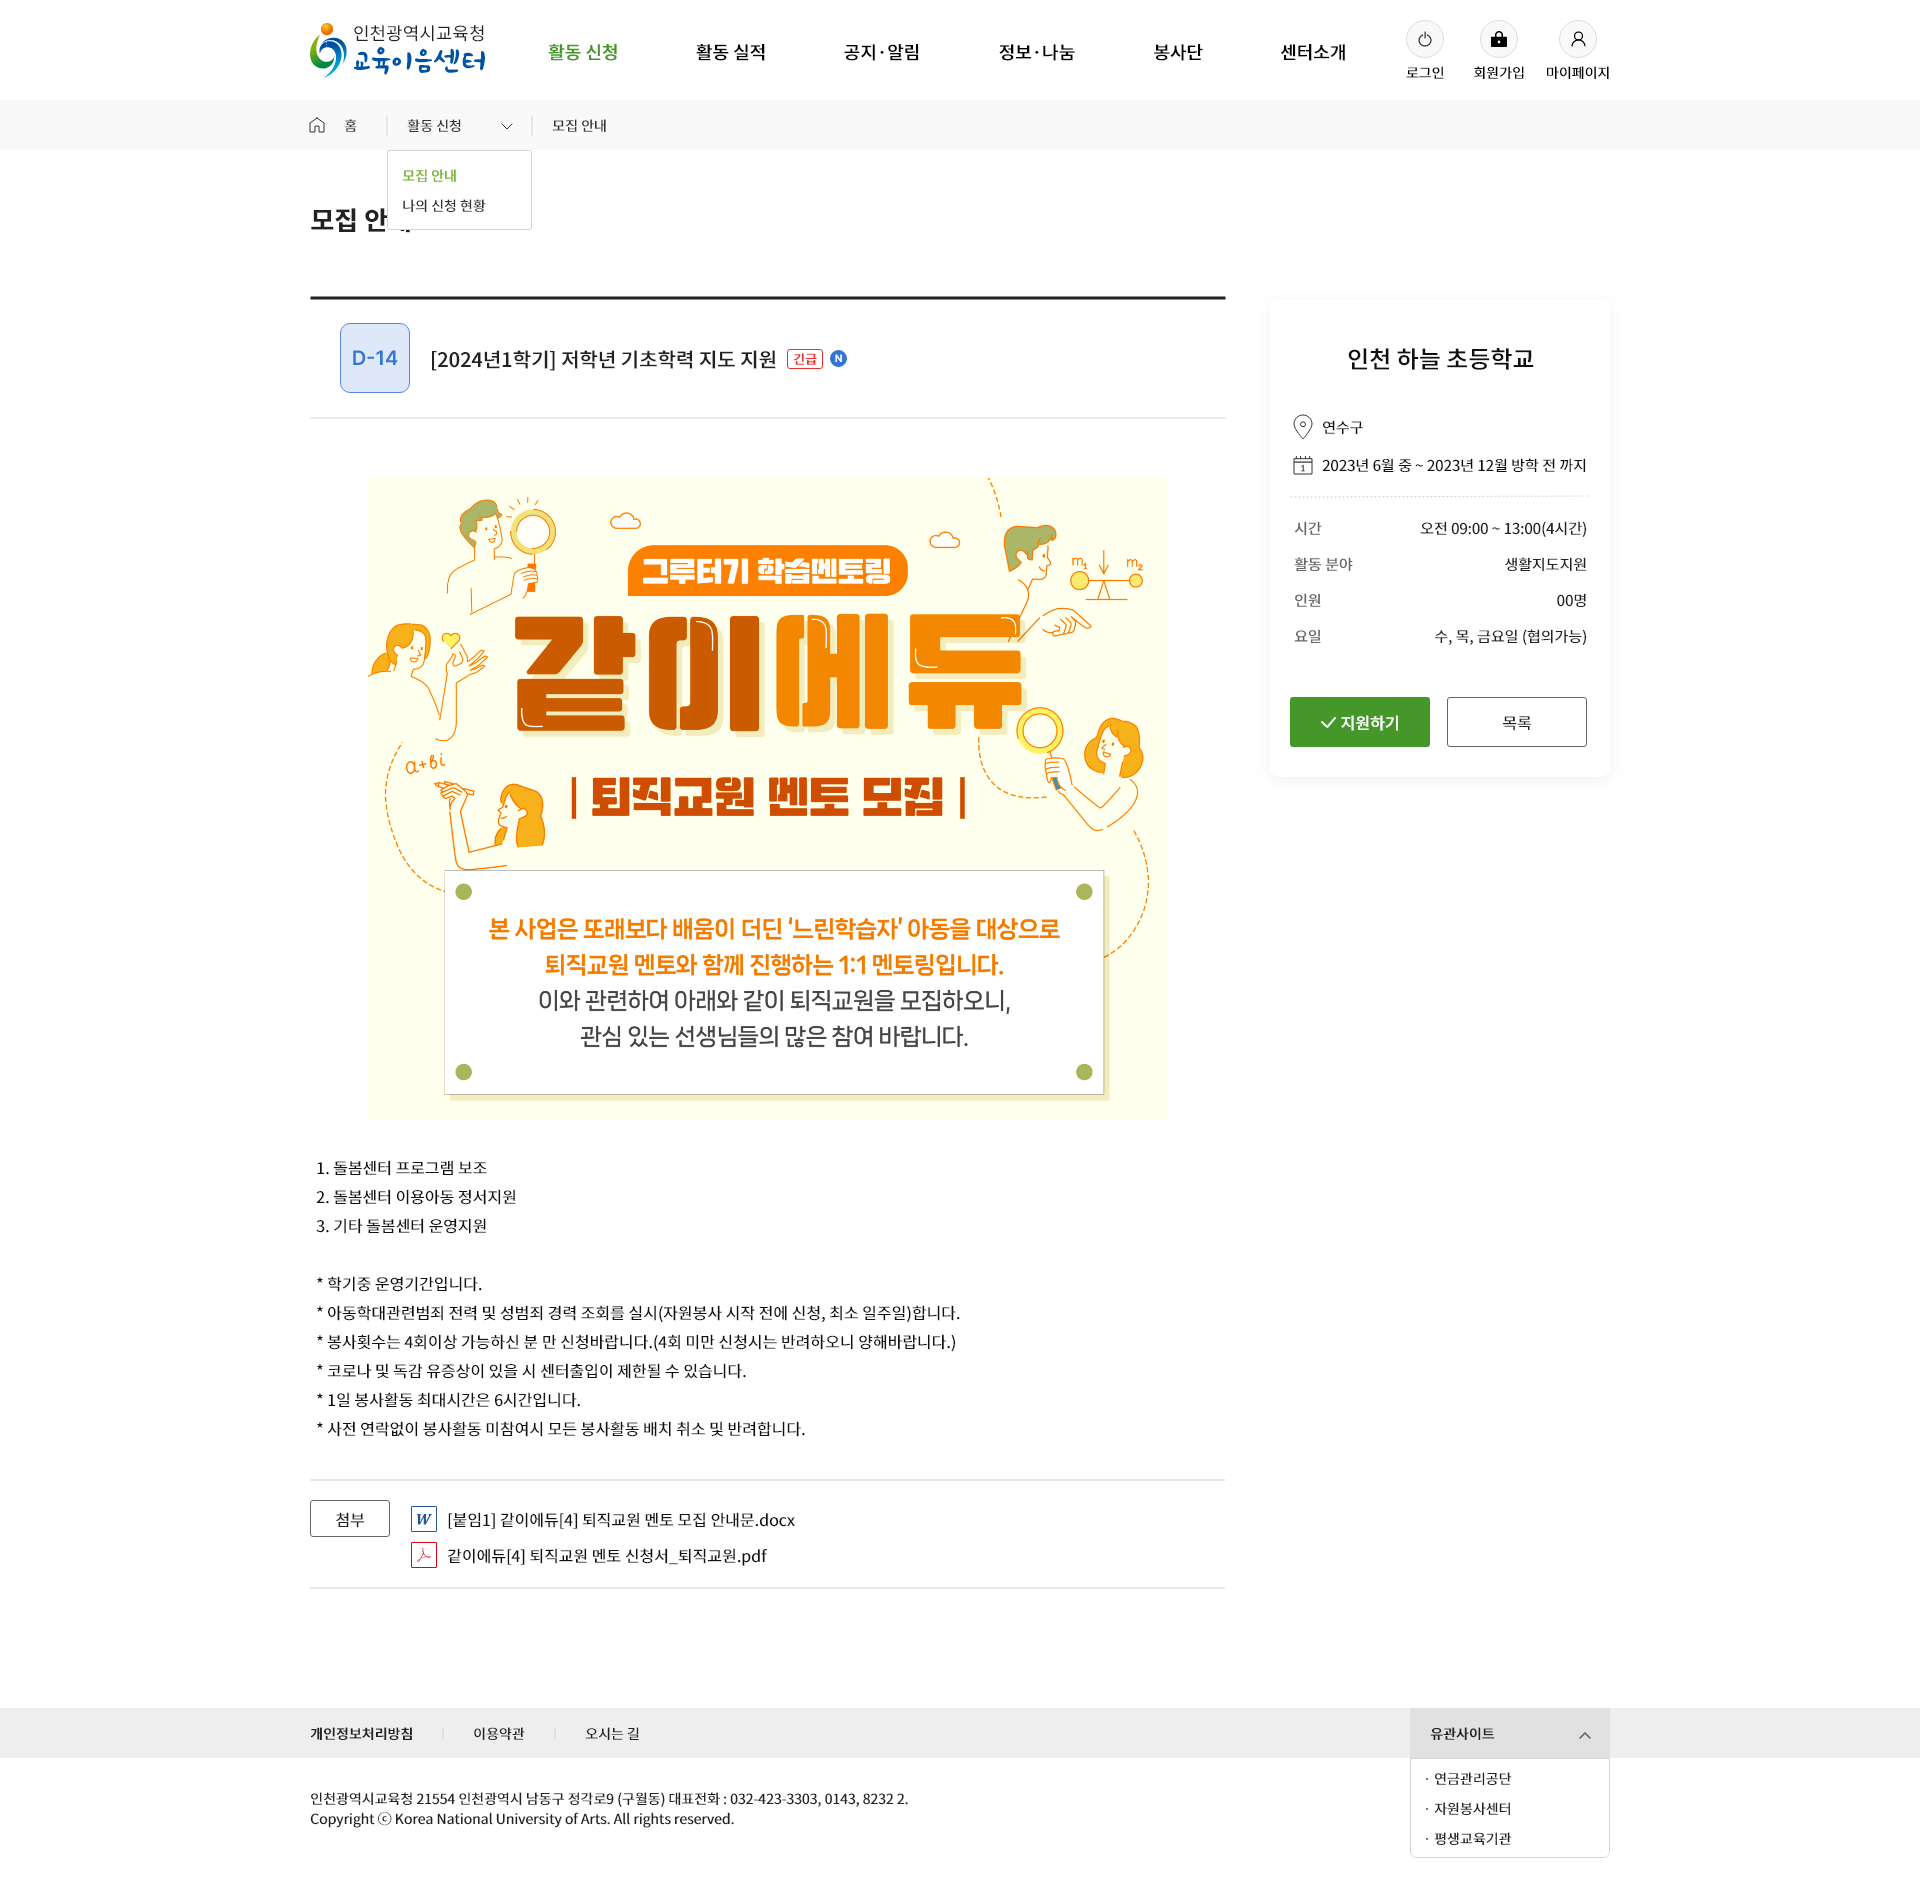 인천광역시교육청
교육이음센터
활동 신청
활동 실적
공지·알림
정보·나눔
봉사단
센터소개
로그인
회원가입
마이페이지
홈
활동 신청
모집 안내
모집 안내
나의 신청 현황
모집 안내
D-14
[2024년1학기] 저학년 기초학력 지도 지원 긴급 N
인천 하늘 초등학교
연수구
1 2023년 6월 중 ~ 2023년 12월 방학 전 까지
시간 오전 09:00 ~ 13:00(4시간)
활동 분야 생활지도지원
인원 00명
요일 수, 목, 금요일 (협의가능)
지원하기
목록
그루터기 학습멘토링
m1 m2
같이에듀
a+bi
| 퇴직교원 멘토 모집 |
본 사업은 또래보다 배움이 더딘 ‘느린학습자’ 아동을 대상으로
퇴직교원 멘토와 함께 진행하는 1:1 멘토링입니다.
이와 관련하여 아래와 같이 퇴직교원을 모집하오니,
관심 있는 선생님들의 많은 참여 바랍니다.
1. 돌봄센터 프로그램 보조
2. 돌봄센터 이용아동 정서지원
3. 기타 돌봄센터 운영지원
* 학기중 운영기간입니다.
* 아동학대관련범죄 전력 및 성범죄 경력 조회를 실시(자원봉사 시작 전에 신청, 최소 일주일)합니다.
* 봉사횟수는 4회이상 가능하신 분 만 신청바랍니다.(4회 미만 신청시는 반려하오니 양해바랍니다.)
* 코로나 및 독감 유증상이 있을 시 센터출입이 제한될 수 있습니다.
* 1일 봉사활동 최대시간은 6시간입니다.
* 사전 연락없이 봉사활동 미참여시 모든 봉사활동 배치 취소 및 반려합니다.
첨부
W [붙임1] 같이에듀[4] 퇴직교원 멘토 모집 안내문.docx
같이에듀[4] 퇴직교원 멘토 신청서_퇴직교원.pdf
개인정보처리방침
이용약관
오시는 길
유관사이트
· 연금관리공단
· 자원봉사센터
· 평생교육기관
인천광역시교육청 21554 인천광역시 남동구 정각로9 (구월동) 대표전화 : 032-423-3303, 0143, 8232 2.
Copyright ⓒ Korea National University of Arts. All rights reserved.